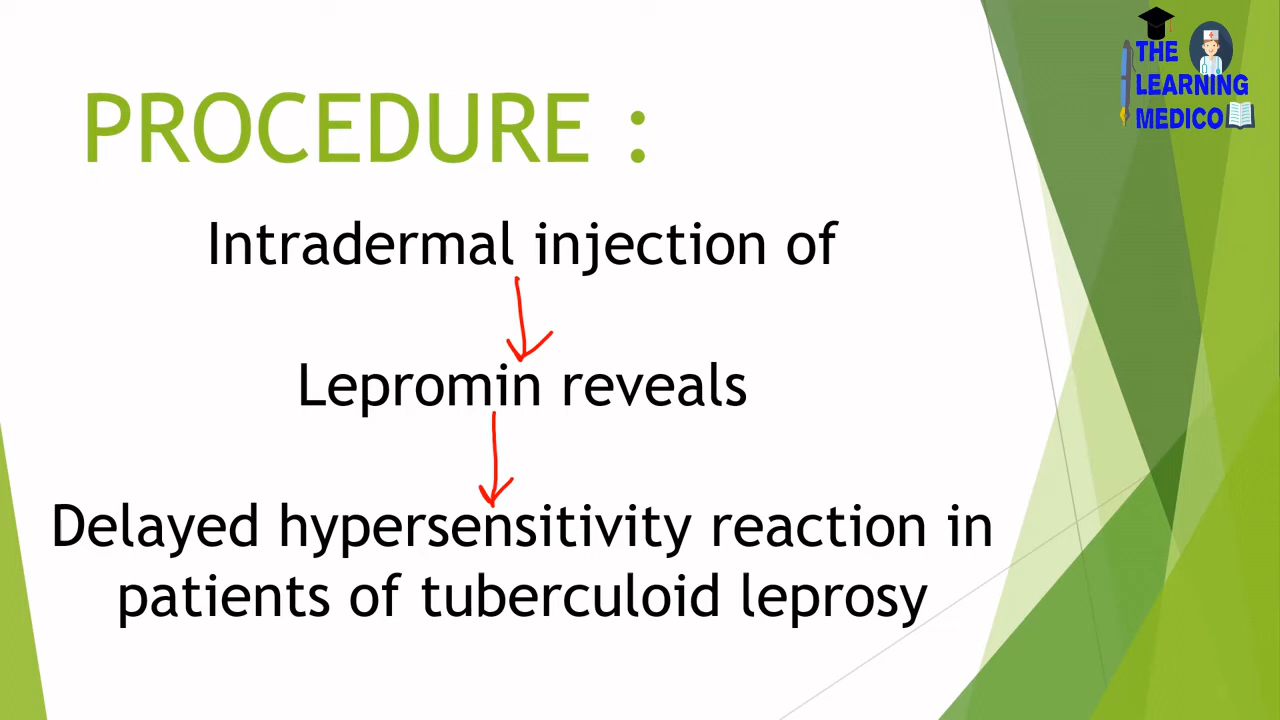 THE
LEARNING
MEDICO
PROCEDURE :
Intradermal injection of
Lepromin reveals
Delayed hypersensitivity reaction in
patients of tuberculoid leprosy